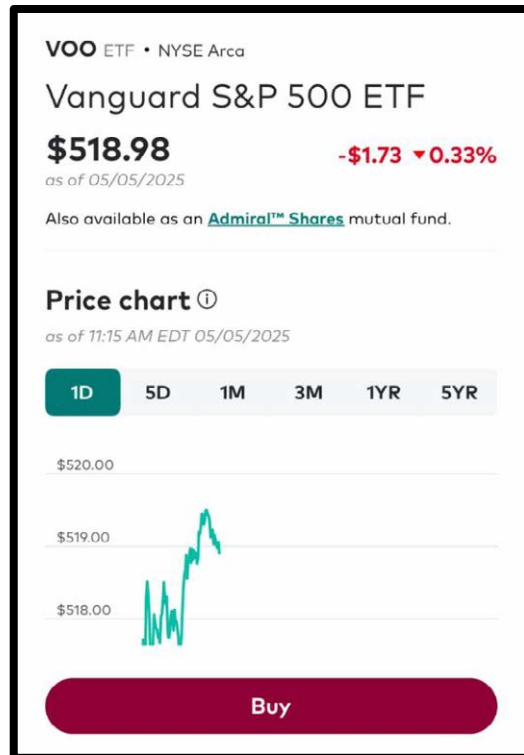 VOO ETF • NYSE Arca
Vanguard S&P 500 ETF
$518.98 -$1.73 ▼0.33%
as of 05/05/2025
Also available as an Admiral™ Shares mutual fund.
Price chart ⓘ
as of 11:15 AM EDT 05/05/2025
1D 5D 1M 3M 1YR 5YR
$520.00
$519.00
$518.00
Buy